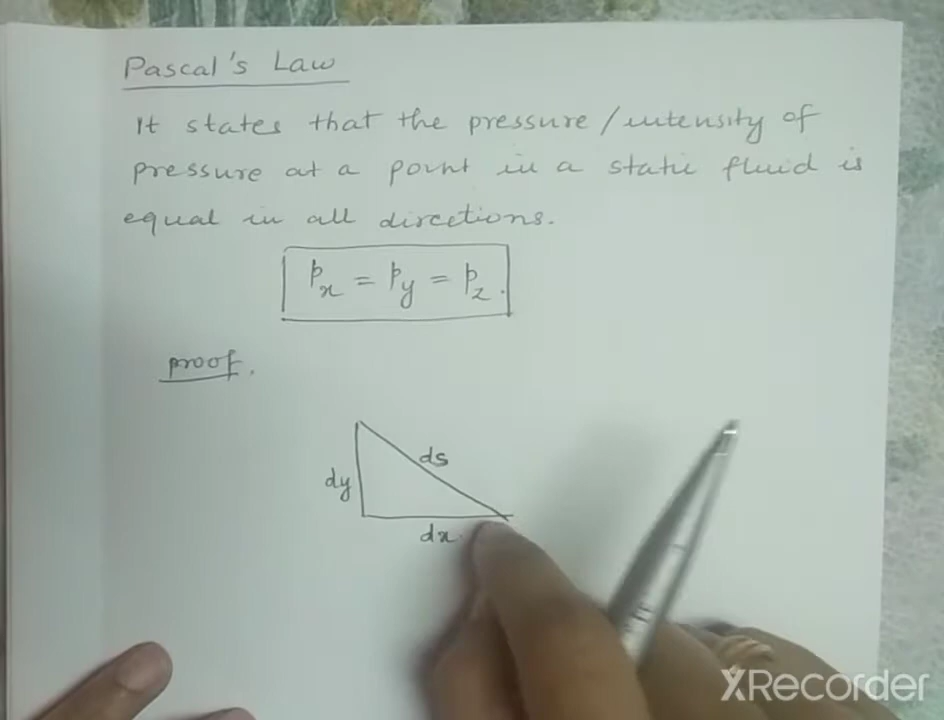 Pascal's Law
It states that the pressure/intensity of
pressure at a point in a static fluid is
equal in all directions.
Px = Py = Pz.
proof.
ds
dy
dx.
XRecorder